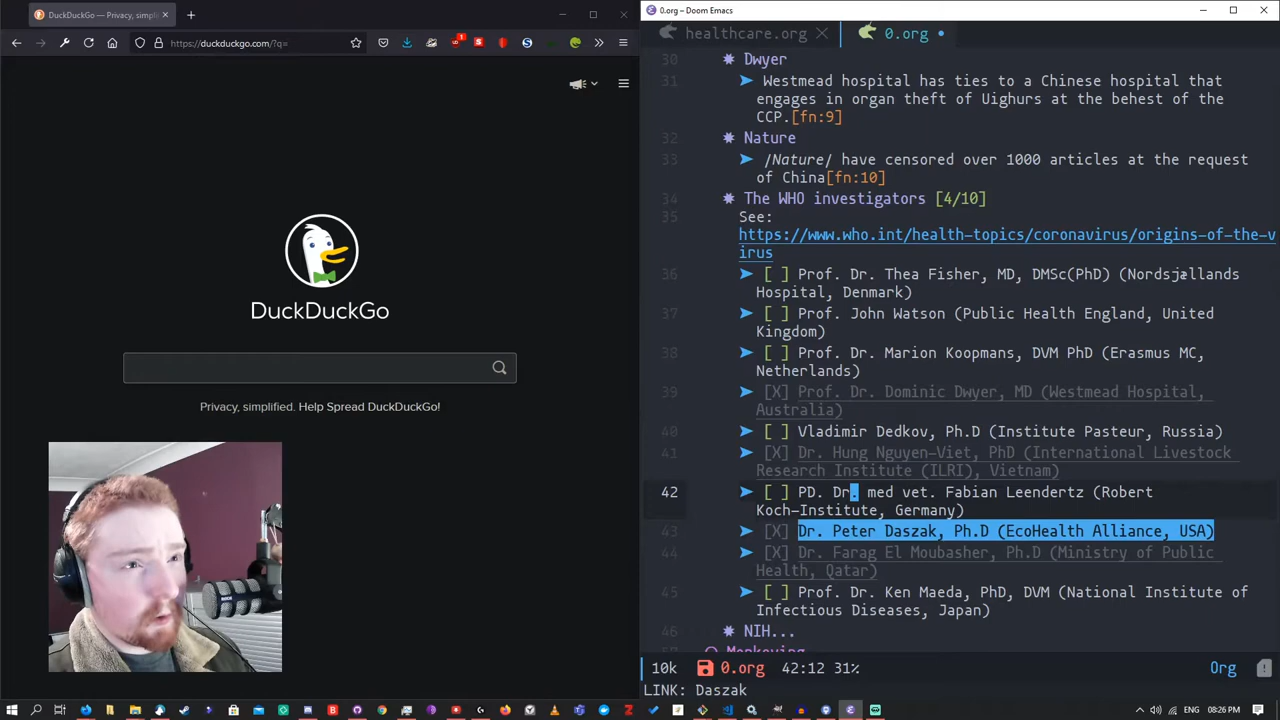 DuckDuckGo — Privacy, simpli
0.org – Doom Emacs
https://duckduckgo.com/?q=
healthcare.org
0.org
DuckDuckGo
Privacy, simplified. Help Spread DuckDuckGo!
30 Dwyer
31 Westmead hospital has ties to a Chinese hospital that
engages in organ theft of Uighurs at the behest of the
CCP.[fn:9]
32 Nature
33 /Nature/ have censored over 1000 articles at the request
of China[fn:10]
34 The WHO investigators [4/10]
35 See:
https://www.who.int/health-topics/coronavirus/origins-of-the-v
irus
36 [ ] Prof. Dr. Thea Fisher, MD, DMSc(PhD) (Nordsjællands
Hospital, Denmark)
37 [ ] Prof. John Watson (Public Health England, United
Kingdom)
38 [ ] Prof. Dr. Marion Koopmans, DVM PhD (Erasmus MC,
Netherlands)
39 [X] Prof. Dr. Dominic Dwyer, MD (Westmead Hospital,
Australia)
40 [ ] Vladimir Dedkov, Ph.D (Institute Pasteur, Russia)
41 [X] Dr. Hung Nguyen-Viet, PhD (International Livestock
Research Institute (ILRI), Vietnam)
42 [ ] PD. Dr. med vet. Fabian Leendertz (Robert
Koch-Institute, Germany)
43 [X] Dr. Peter Daszak, Ph.D (EcoHealth Alliance, USA)
44 [X] Dr. Farag El Moubasher, Ph.D (Ministry of Public
Health, Qatar)
45 [ ] Prof. Dr. Ken Maeda, PhD, DVM (National Institute of
Infectious Diseases, Japan)
46 NIH...
10k 0.org 42:12 31% Org
LINK: Daszak
ENG 08:26 PM